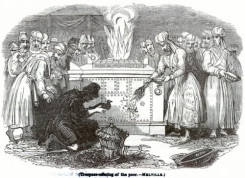 (Trespass-offering of the poor.—MELVILLE.)